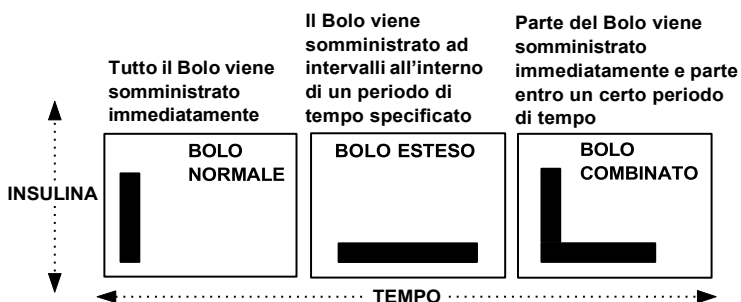 Tutto il Bolo viene
somministrato
immediatamente
Il Bolo viene
somministrato ad
intervalli all'interno
di un periodo di
tempo specificato
Parte del Bolo viene
somministrato
immediatamente e parte
entro un certo periodo
di tempo
INSULINA
BOLO
NORMALE
BOLO ESTESO
BOLO
COMBINATO
TEMPO